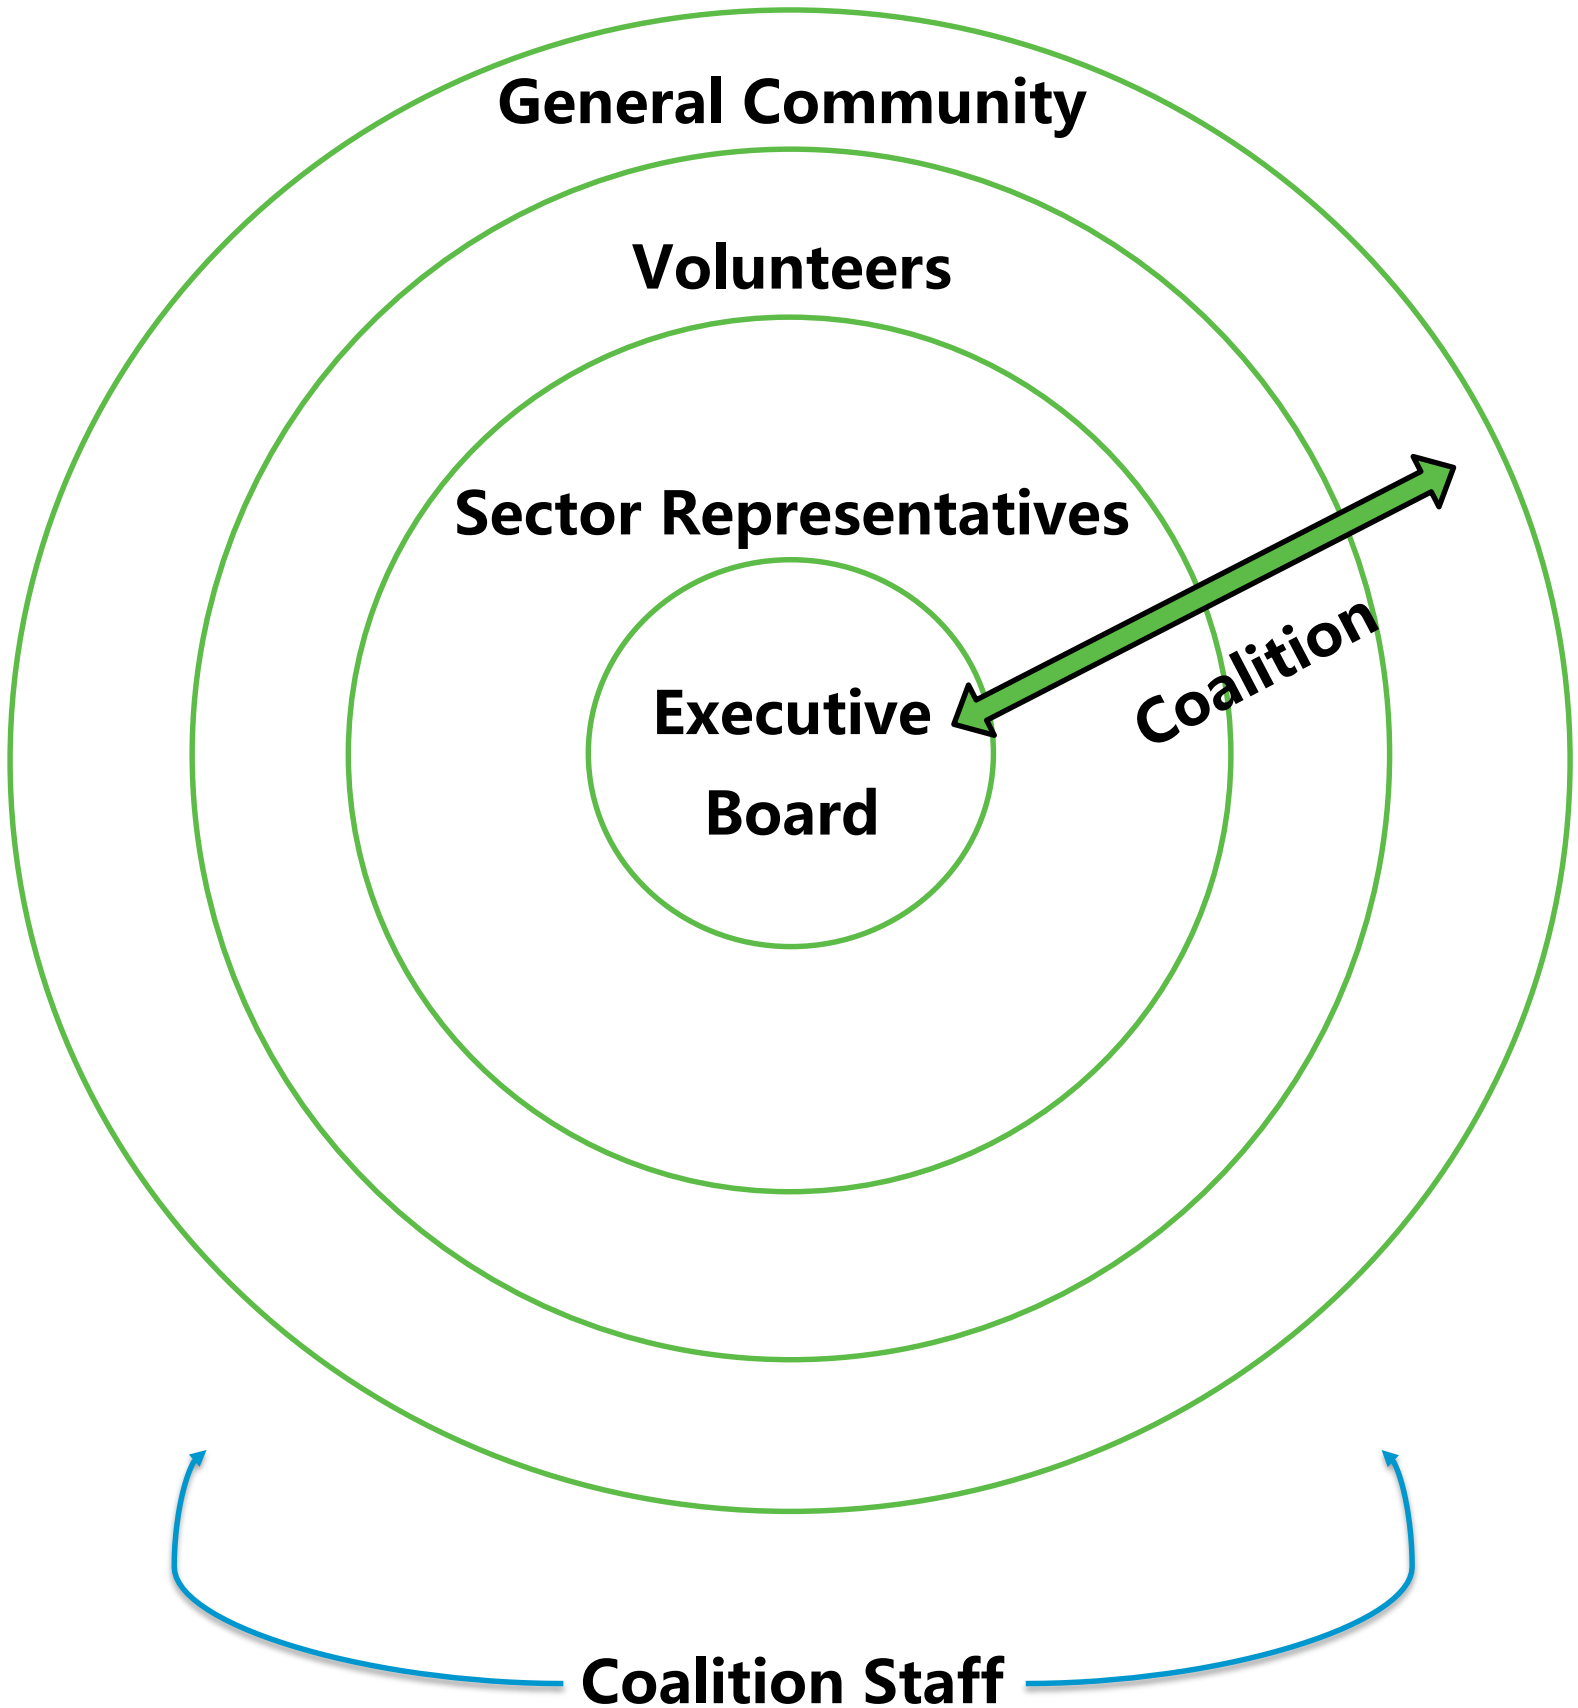 General Community
Volunteers
Sector Representatives
Executive
Board
Coalition
Coalition Staff